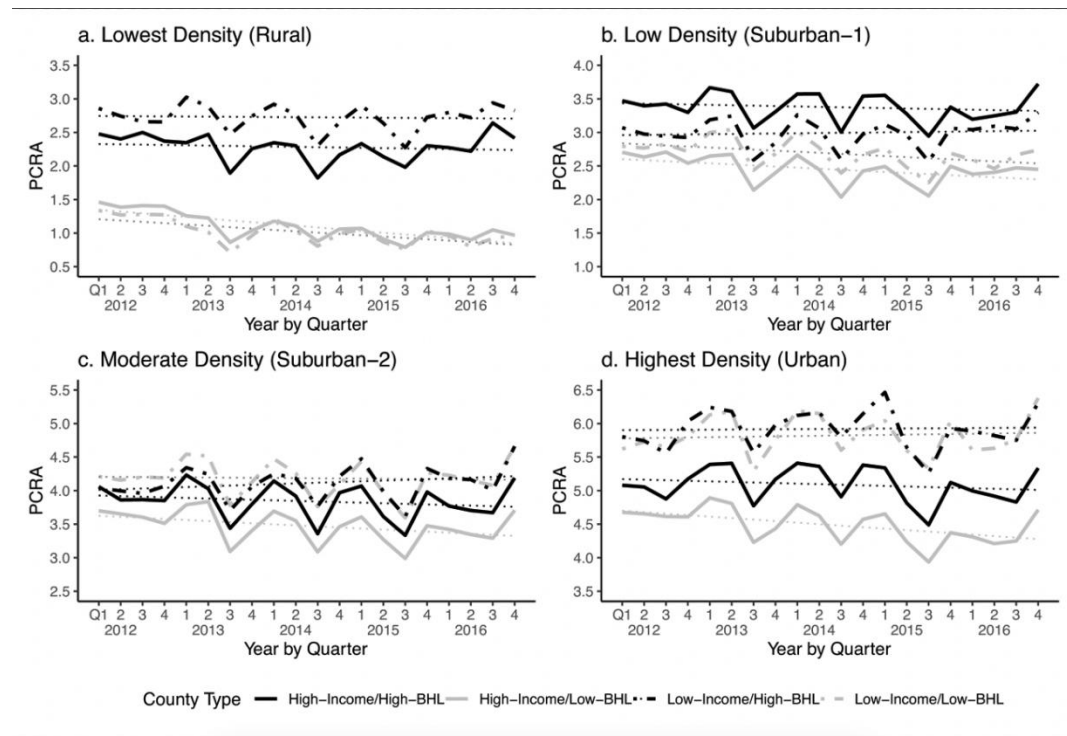 a. Lowest Density (Rural)
PCRA
3.5
3.0
2.5
2.0
1.5
1.0
0.5
Q1 2 3 4 1 2 3 4 1 2 3 4 1 2 3 4 1 2 3 4
2012 2013 2014 2015 2016
Year by Quarter
b. Low Density (Suburban−1)
PCRA
4.0
3.5
3.0
2.5
2.0
1.5
1.0
Q1 2 3 4 1 2 3 4 1 2 3 4 1 2 3 4 1 2 3 4
2012 2013 2014 2015 2016
Year by Quarter
c. Moderate Density (Suburban−2)
PCRA
5.5
5.0
4.5
4.0
3.5
3.0
2.5
Q1 2 3 4 1 2 3 4 1 2 3 4 1 2 3 4 1 2 3 4
2012 2013 2014 2015 2016
Year by Quarter
d. Highest Density (Urban)
PCRA
6.5
6.0
5.5
5.0
4.5
4.0
3.5
Q1 2 3 4 1 2 3 4 1 2 3 4 1 2 3 4 1 2 3 4
2012 2013 2014 2015 2016
Year by Quarter
County Type High−Income/High−BHL High−Income/Low−BHL Low−Income/High−BHL Low−Income/Low−BHL